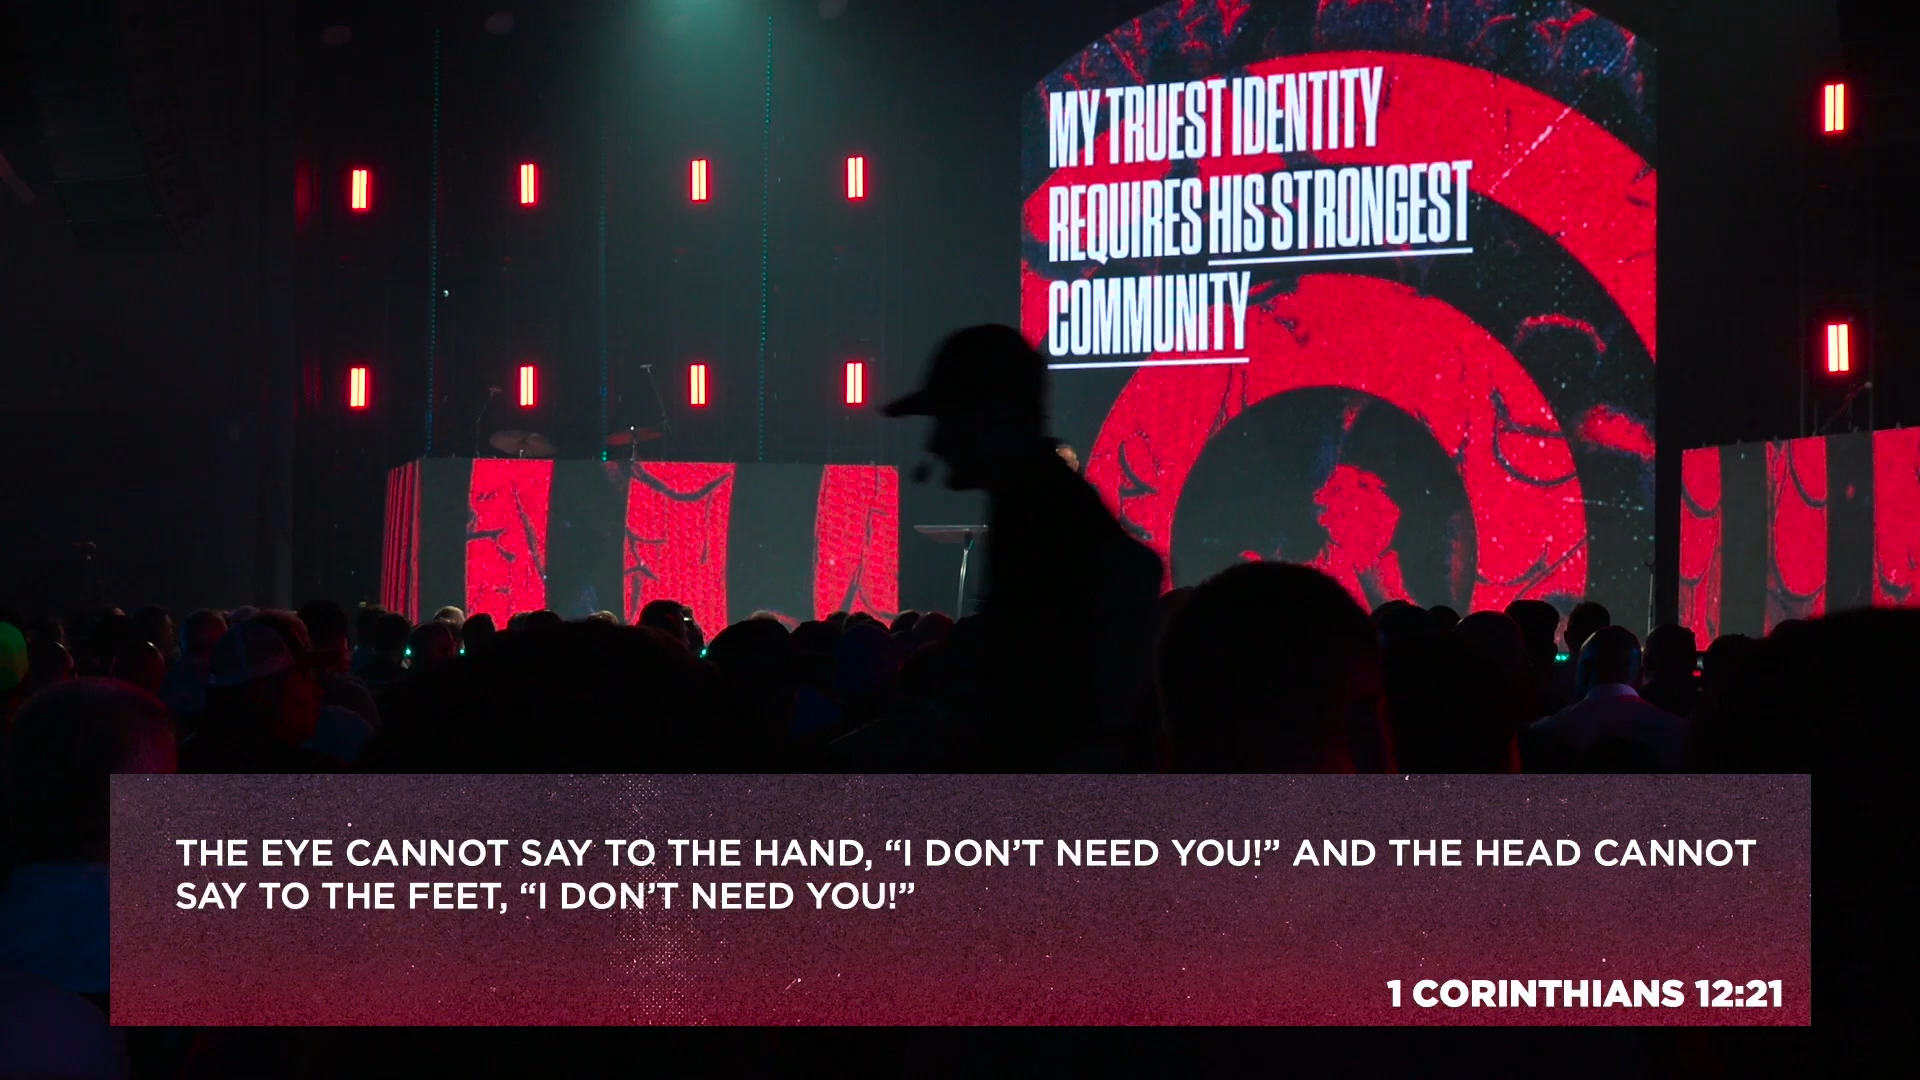 MY TRUEST IDENTITY
REQUIRES HIS STRONGEST
COMMUNITY
THE EYE CANNOT SAY TO THE HAND, “I DON’T NEED YOU!” AND THE HEAD CANNOT
SAY TO THE FEET, “I DON’T NEED YOU!”
1 CORINTHIANS 12:21